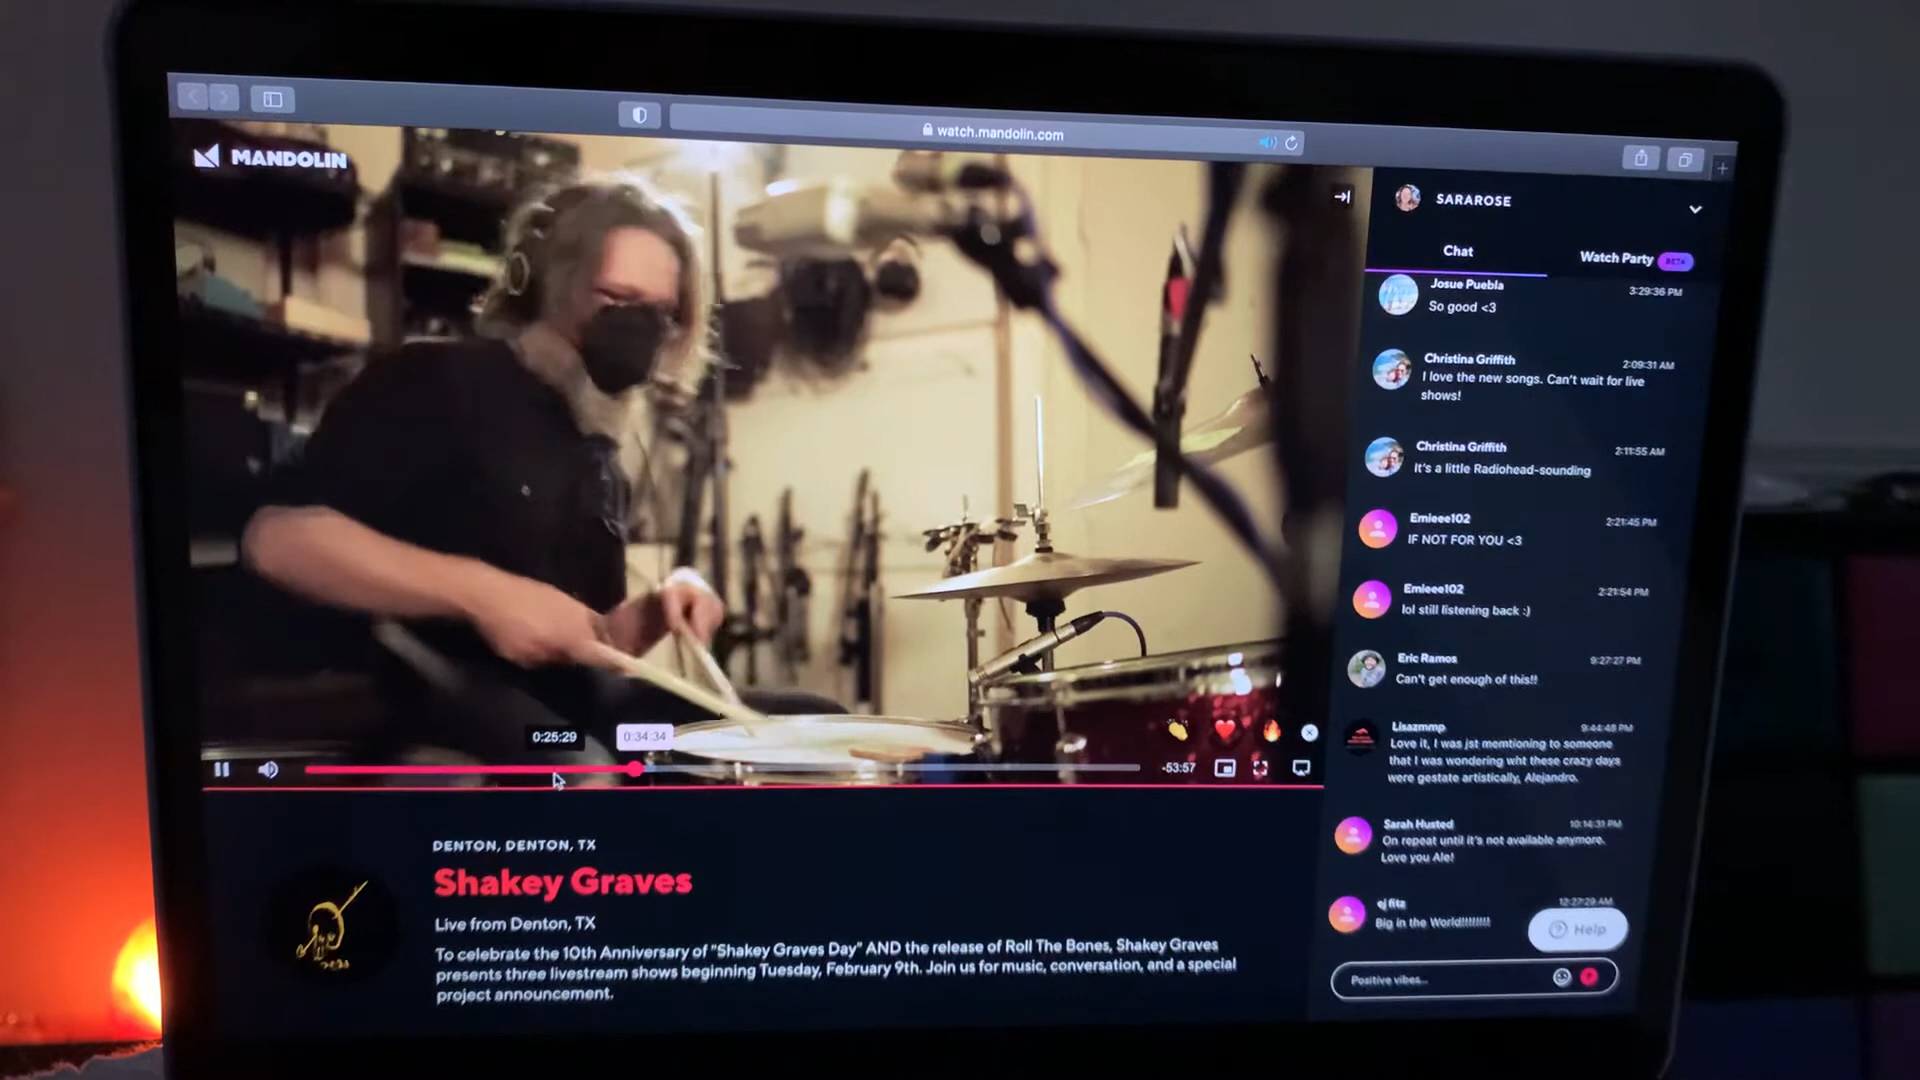 watch.mandolin.com
MANDOLIN
SARAROSE
Chat
Watch Party BETA
Josue Puebla 3:29:36 PM
So good <3
Christina Griffith 2:09:31 AM
I love the new songs. Can't wait for live
shows!
Christina Griffith 2:11:55 AM
It's a little Radiohead-sounding
Emieee102 2:21:45 PM
IF NOT FOR YOU <3
Emieee102 2:21:54 PM
lol still listening back :)
Eric Ramos 9:27:27 PM
Can't get enough of this!!
Lisazmmp 9:44:48 PM
Love it, I was jst memtioning to someone
that I was wondering wht these crazy days
were gestate artistically, Alejandro.
Sarah Husted 10:14:31 PM
On repeat until it's not available anymore.
Love you Ale!
ej fitz 12:27:29 AM
Big in the World!!!!!!!!!
Help
Positive vibes...
0:25:29
0:34:34
-53:57
DENTON, DENTON, TX
Shakey Graves
Live from Denton, TX
To celebrate the 10th Anniversary of "Shakey Graves Day" AND the release of Roll The Bones, Shakey Graves
presents three livestream shows beginning Tuesday, February 9th. Join us for music, conversation, and a special
project announcement.